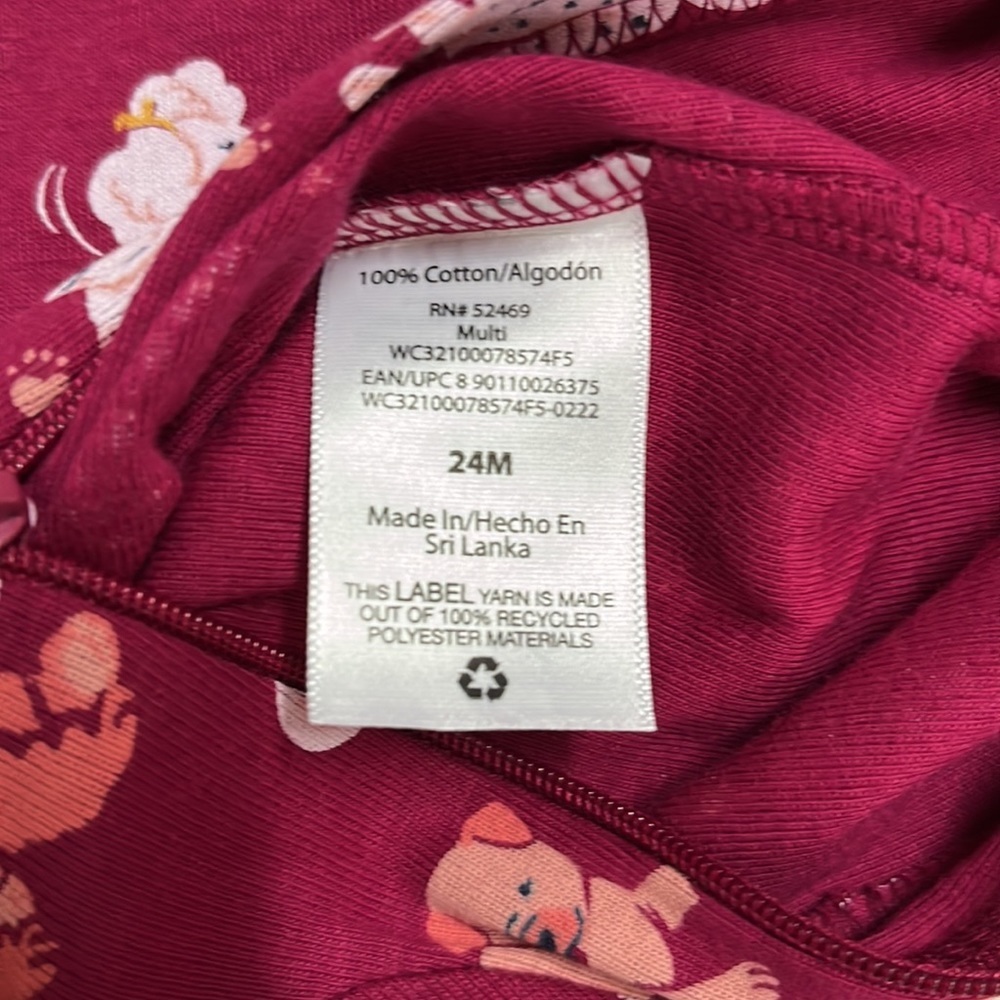 100% Cotton/Algodón
RN# 52469
Multi
WC32100078574F5
EAN/UPC 8 90110026375
WC32100078574F5-0222
24M
Made In/Hecho En
Sri Lanka
THIS LABEL YARN IS MADE
OUT OF 100% RECYCLED
POLYESTER MATERIALS